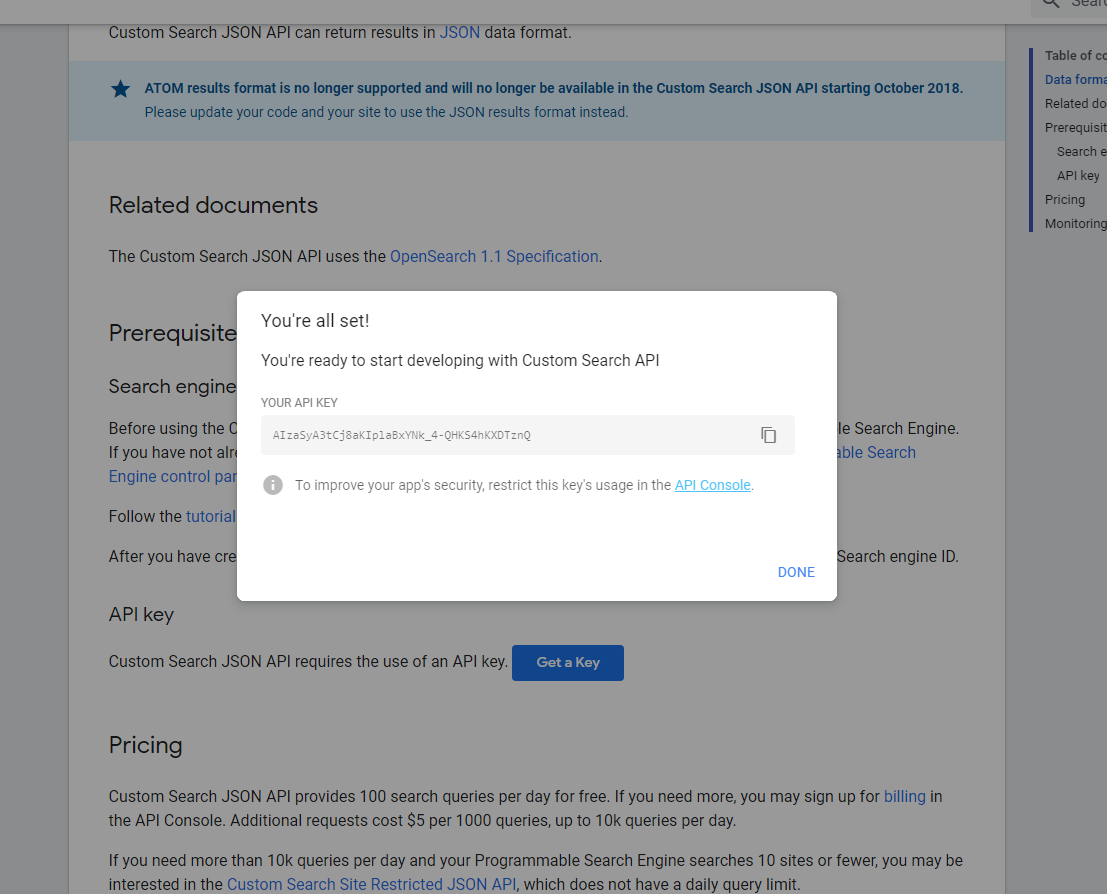 Sear
Custom Search JSON API can return results in JSON data format.
ATOM results format is no longer supported and will no longer be available in the Custom Search JSON API starting October 2018.
Please update your code and your site to use the JSON results format instead.
Table of co
Data forma
Related do
Prerequisit
Search e
API key
Pricing
Monitoring
Related documents
The Custom Search JSON API uses the OpenSearch 1.1 Specification.
Prerequisite
Search engine
Before using the C
le Search Engine.
If you have not alre
able Search
Engine control par
Follow the tutorial
After you have cre
Search engine ID.
You're all set!
You're ready to start developing with Custom Search API
YOUR API KEY
AIzaSyA3tCj8aKIplaBxYNk_4-QHKS4hKXDTznQ
To improve your app's security, restrict this key's usage in the API Console.
DONE
API key
Custom Search JSON API requires the use of an API key. Get a Key
Pricing
Custom Search JSON API provides 100 search queries per day for free. If you need more, you may sign up for billing in
the API Console. Additional requests cost $5 per 1000 queries, up to 10k queries per day.
If you need more than 10k queries per day and your Programmable Search Engine searches 10 sites or fewer, you may be
interested in the Custom Search Site Restricted JSON API, which does not have a daily query limit.